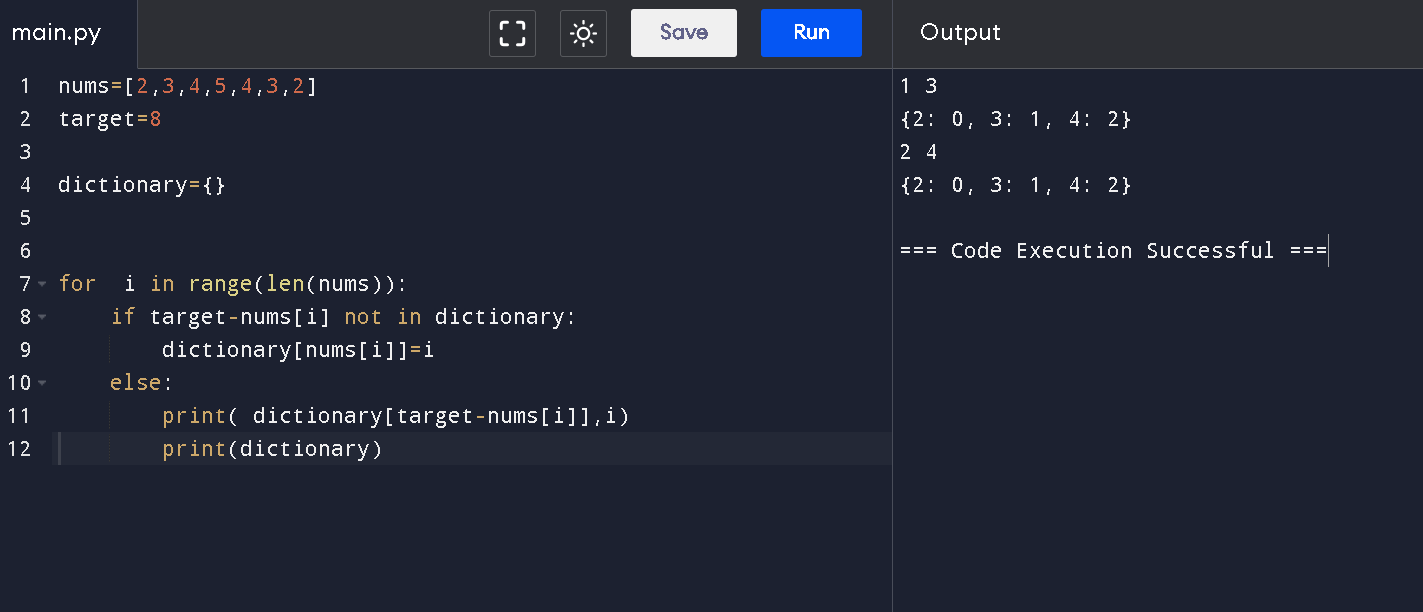 main.py Save Run Output
1 nums=[2,3,4,5,4,3,2]
2 target=8
3
4 dictionary={}
5
6
7 for  i in range(len(nums)):
8     if target-nums[i] not in dictionary:
9         dictionary[nums[i]]=i
10     else:
11         print( dictionary[target-nums[i]],i)
12         print(dictionary)
1 3
{2: 0, 3: 1, 4: 2}
2 4
{2: 0, 3: 1, 4: 2}
=== Code Execution Successful ===